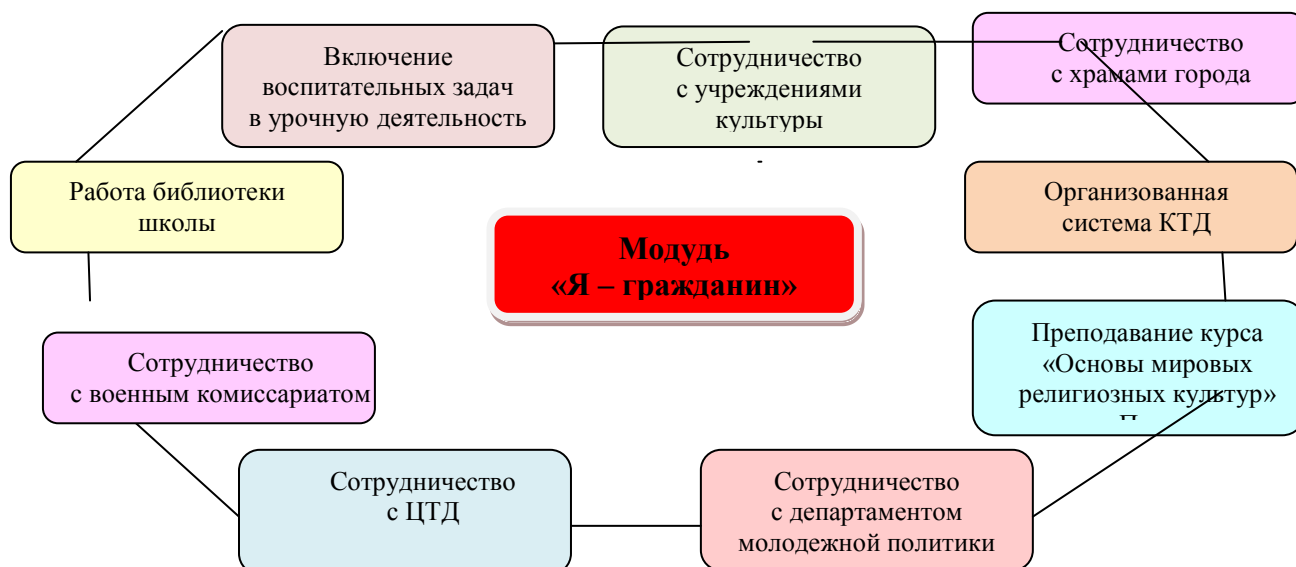 Включение
воспитательных задач
в урочную деятельность
Сотрудничество
с учреждениями
культуры
Сотрудничество
с храмами города
Работа библиотеки
школы
Модудь
«Я – гражданин»
Организованная
система КТД
Сотрудничество
с военным комиссариатом
Преподавание курса
«Основы мировых
религиозных культур»
Сотрудничество
с ЦТД
Сотрудничество
с департаментом
молодежной политики